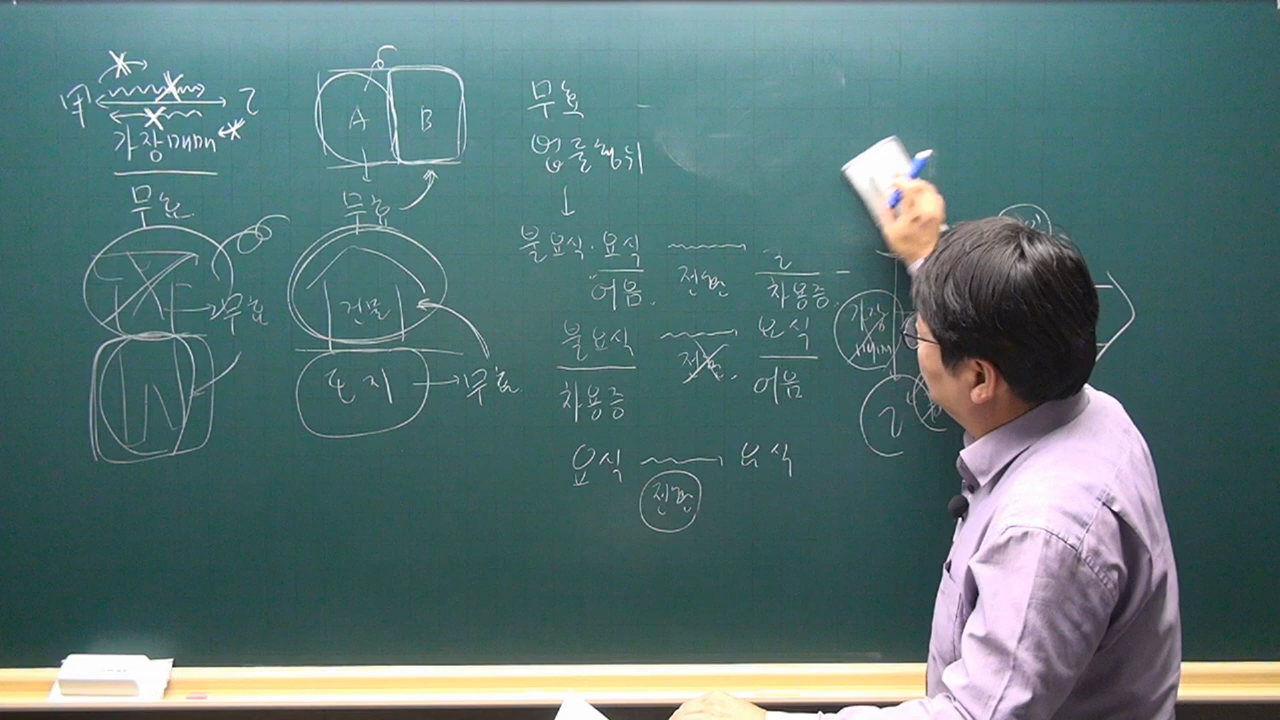 甲 乙
가장매매
무효
무효
A B
무효
건물
토지 무효
무효
법률행위
불요식·요식 전환 불
어음 차용증
불요식 전환 요식
차용증 어음
요식 전환 요식
가장
매매
乙